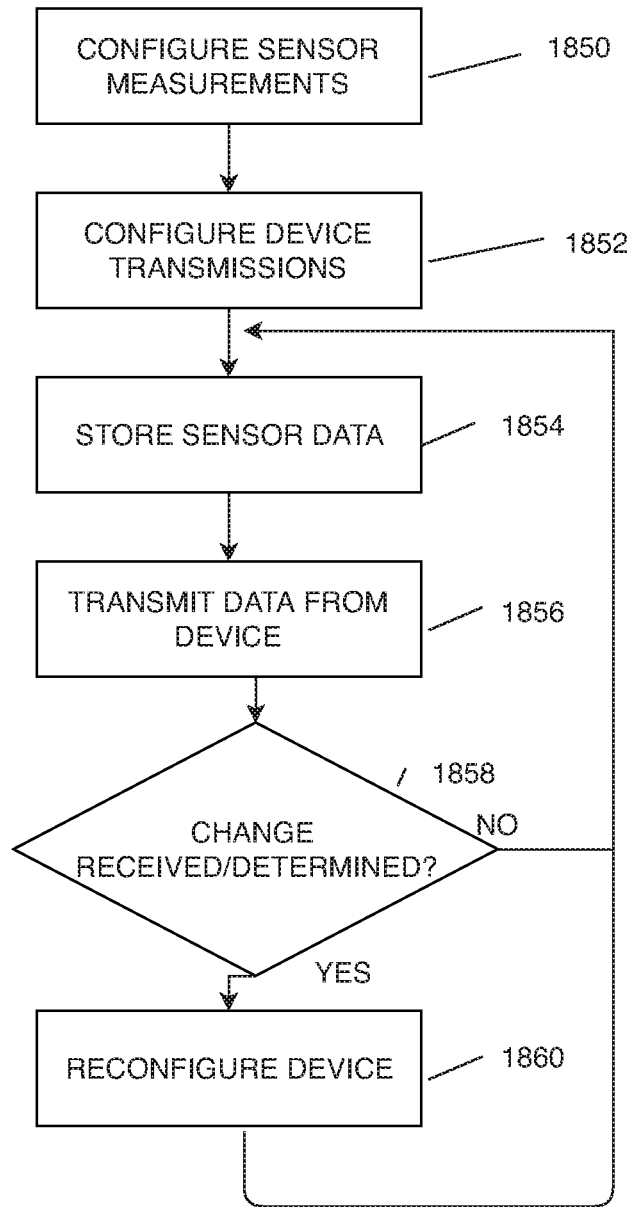 CONFIGURE SENSOR
MEASUREMENTS
1850
CONFIGURE DEVICE
TRANSMISSIONS
1852
STORE SENSOR DATA
1854
TRANSMIT DATA FROM
DEVICE
1856
1858
CHANGE
RECEIVED/DETERMINED?
NO
YES
RECONFIGURE DEVICE
1860